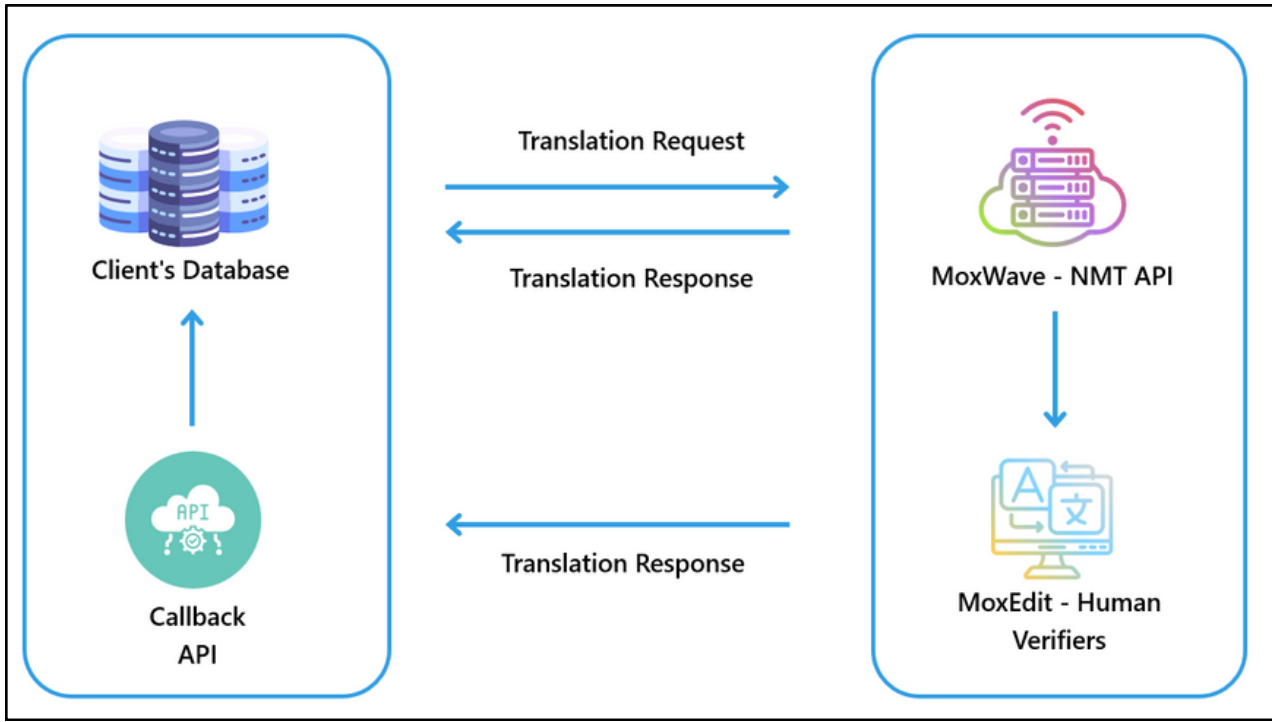 Translation Request
Client's Database
Translation Response
MoxWave - NMT API
API
Callback
API
Translation Response
A
文
MoxEdit - Human
Verifiers